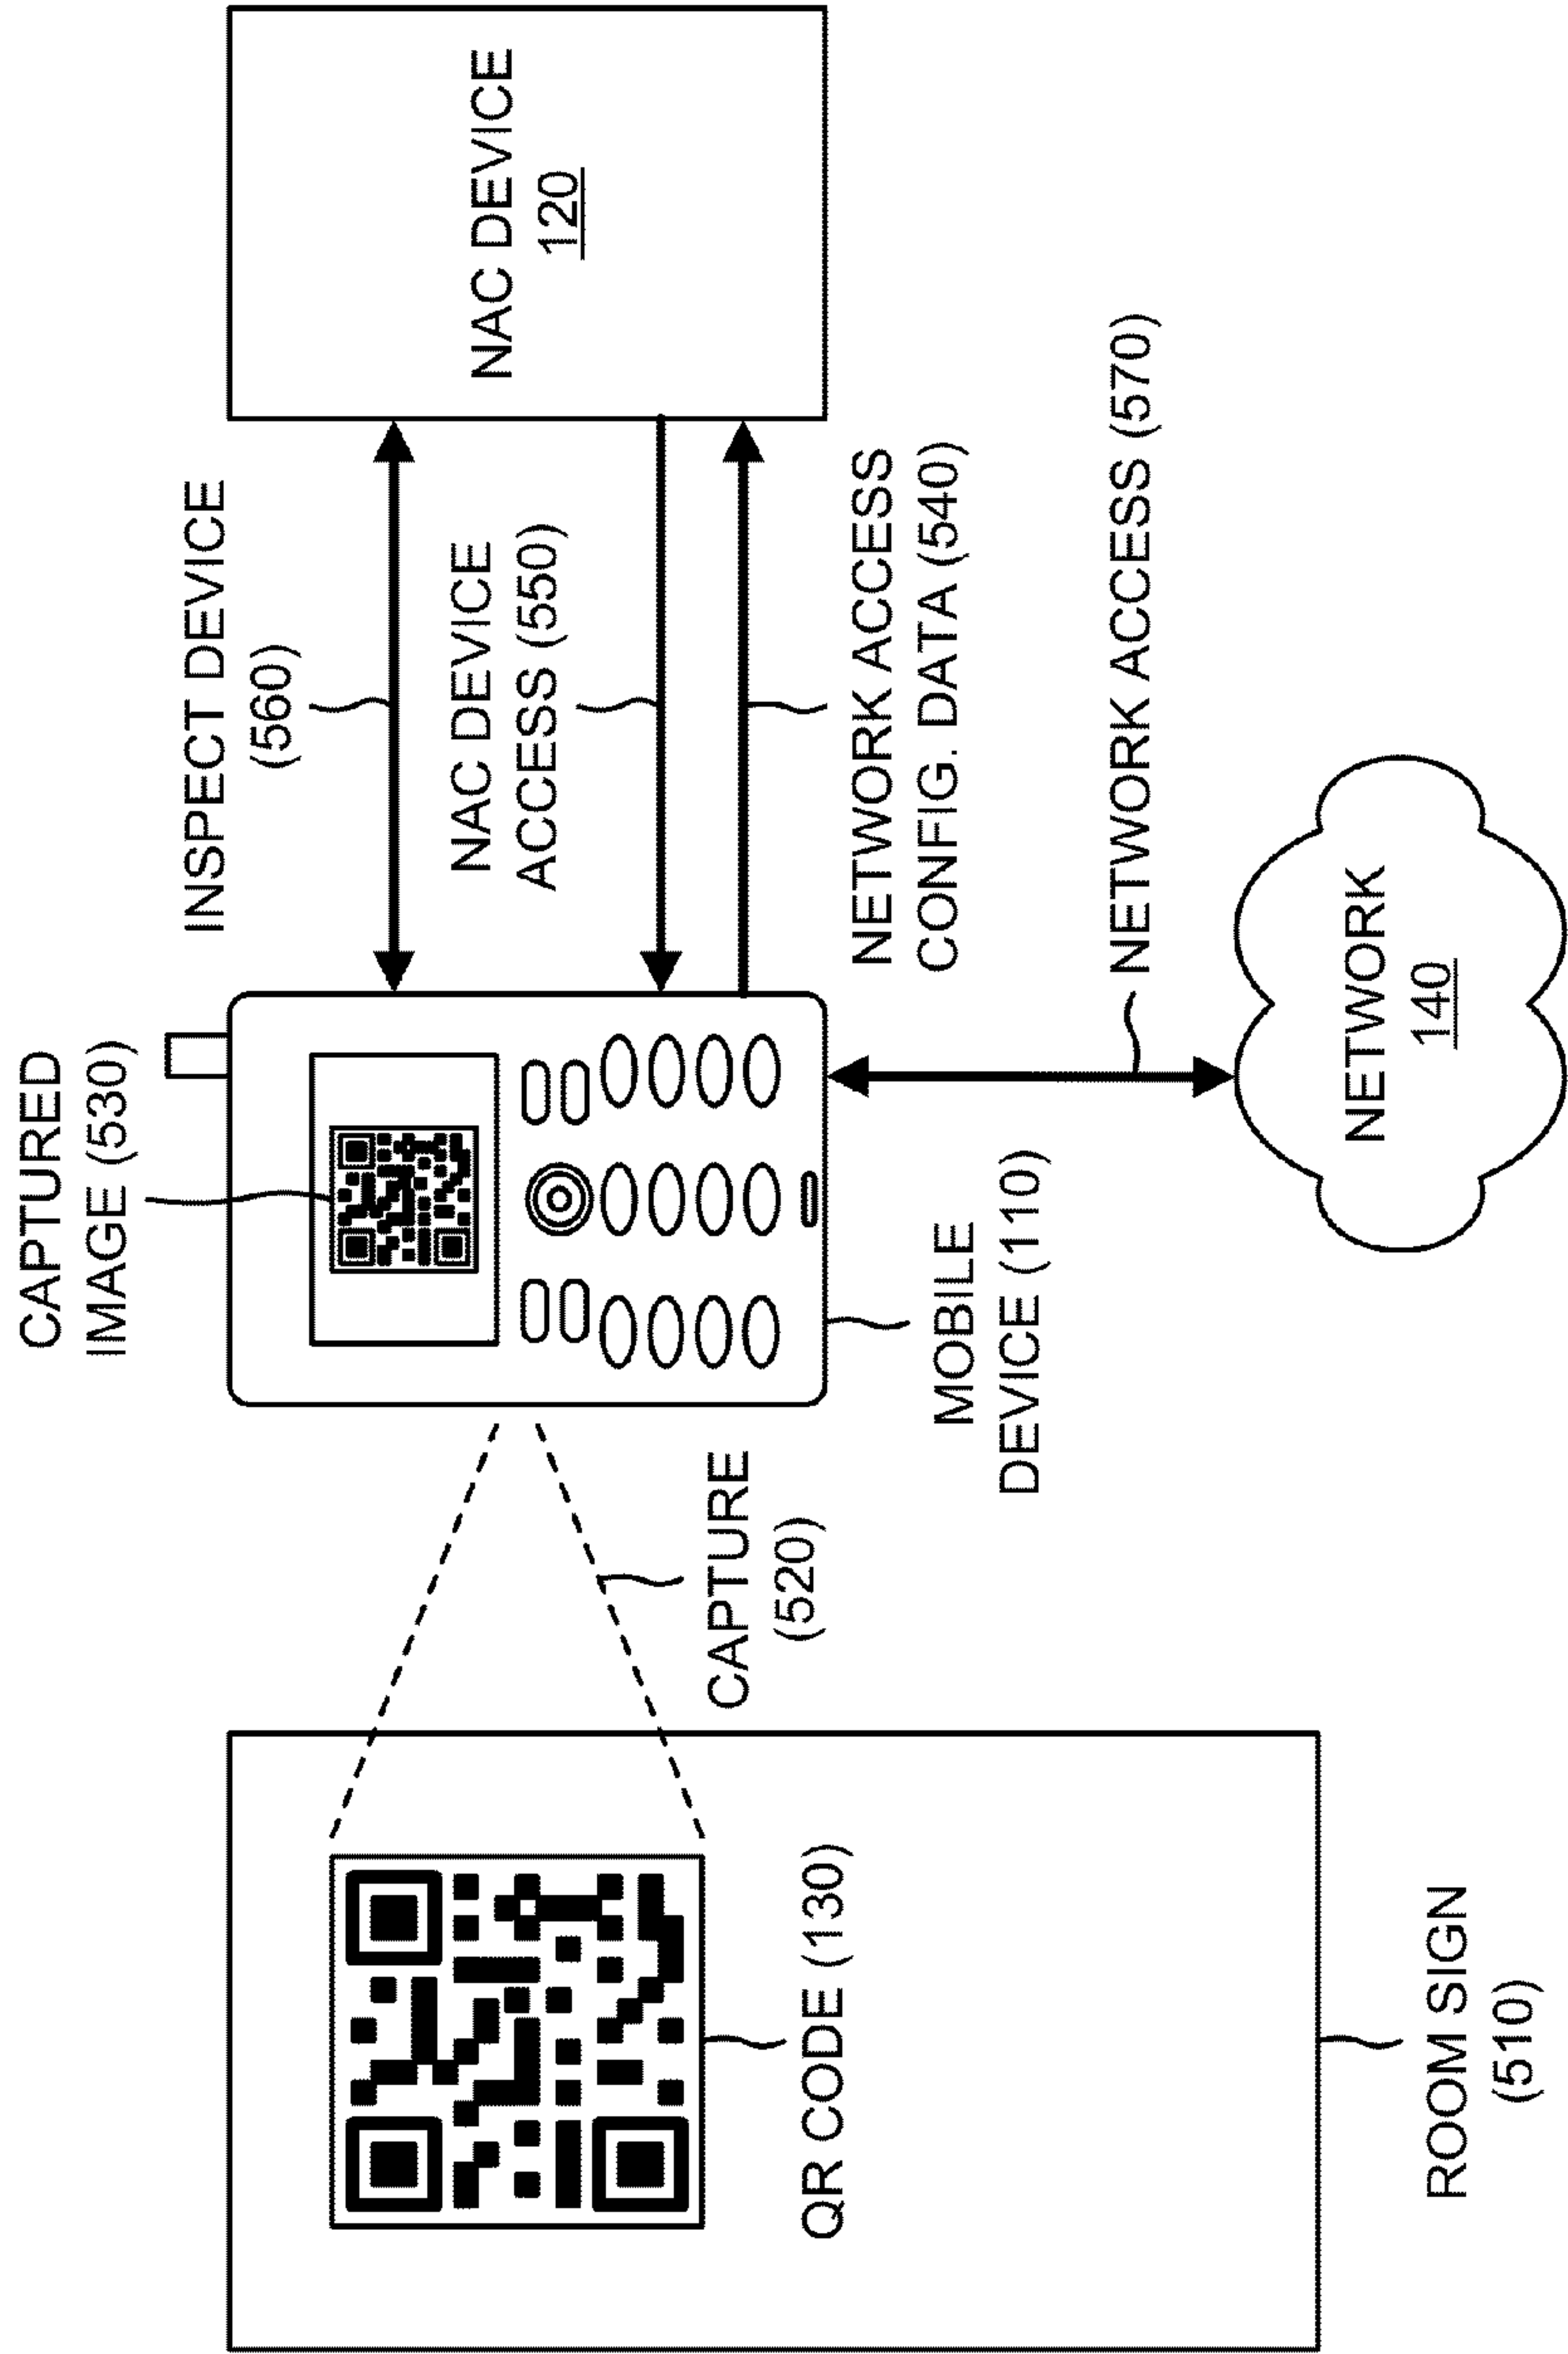 CAPTURED
IMAGE (530)
INSPECT DEVICE
(560)
NAC DEVICE
120
NAC DEVICE
ACCESS (550)
NETWORK ACCESS
CONFIG. DATA (540)
CAPTURE
(520)
QR CODE (130)
MOBILE
DEVICE (110)
NETWORK ACCESS (570)
NETWORK
140
ROOM SIGN
(510)